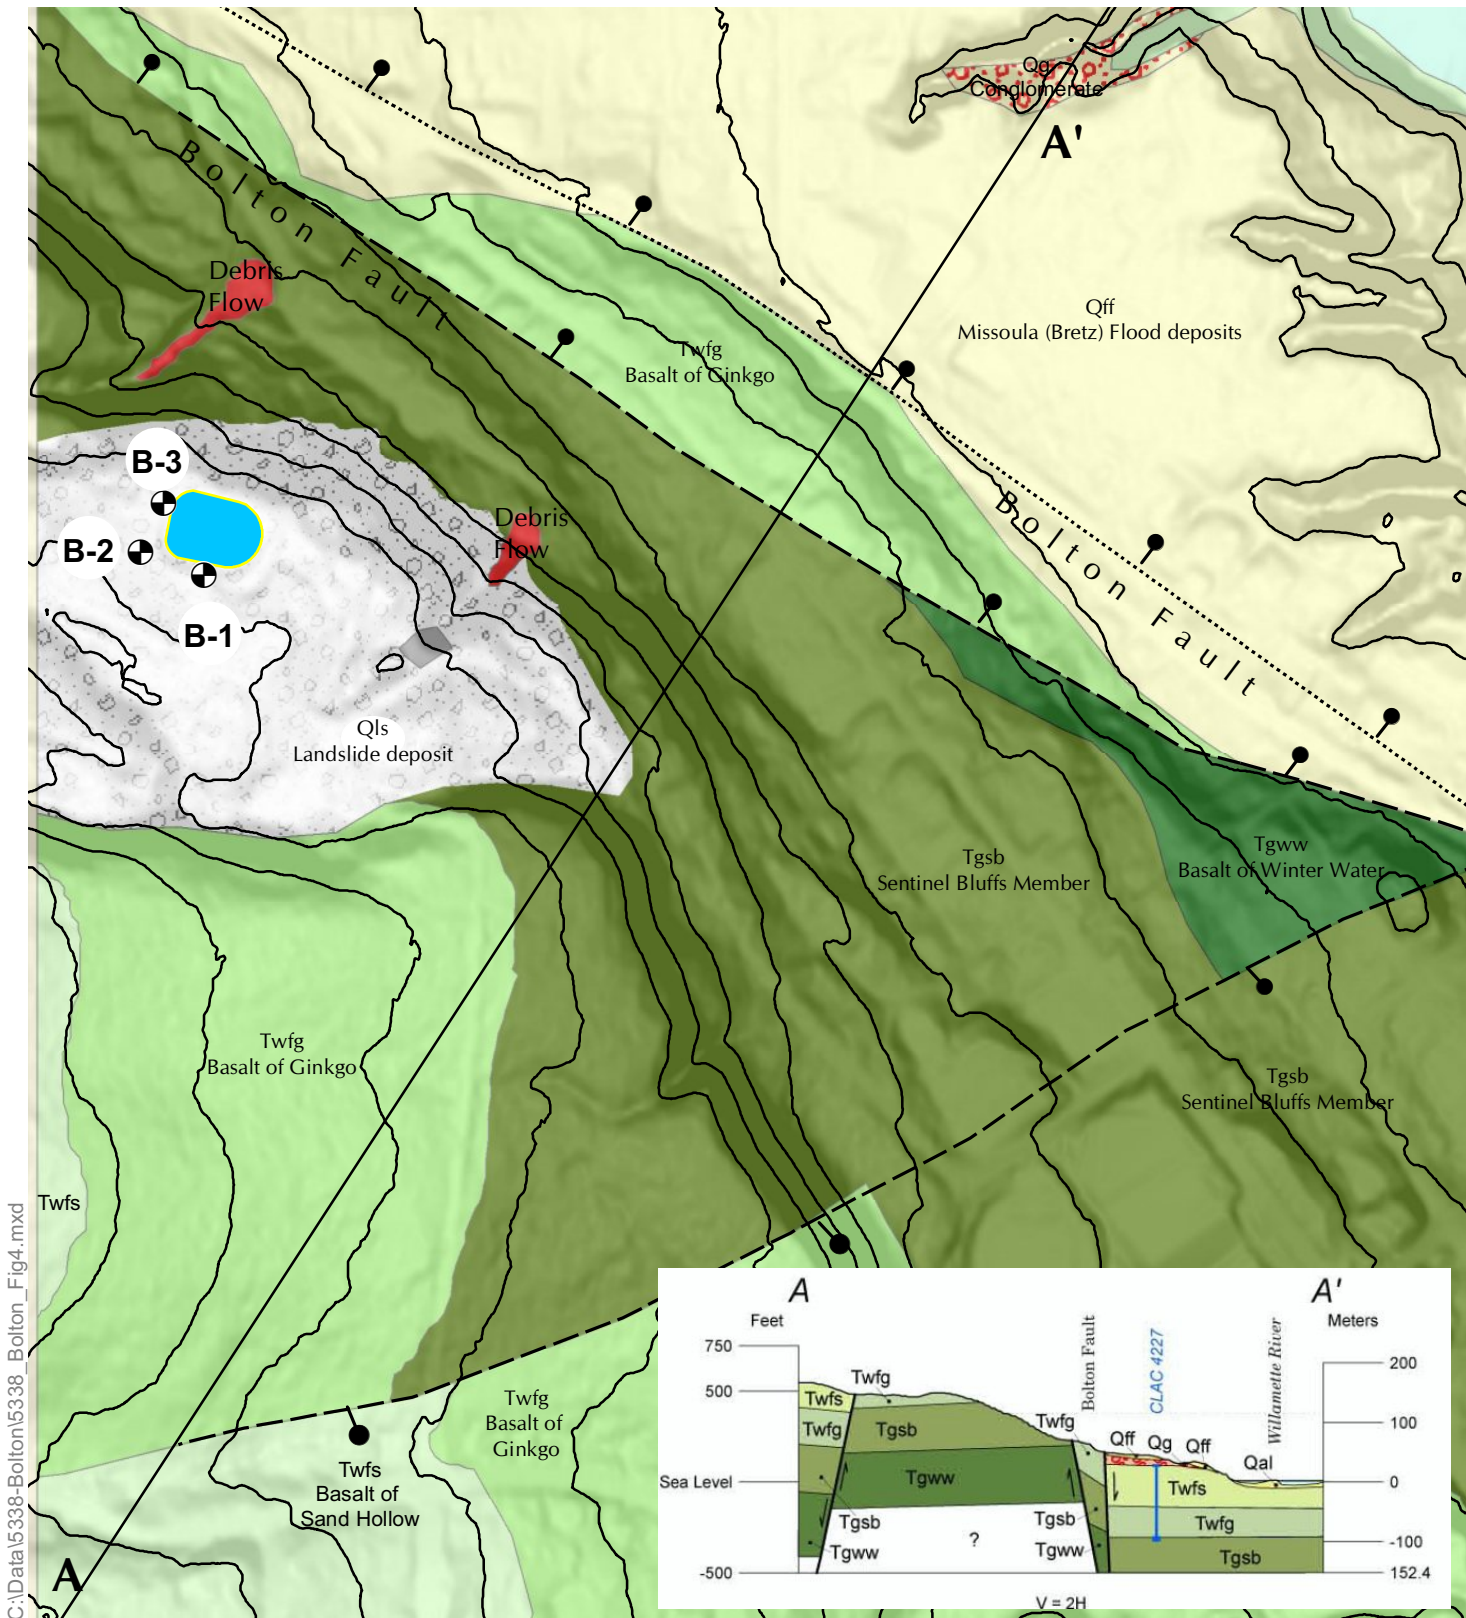 Qg
Conglomerate
A'
Bolton Fault
Debris
Flow
Qff
Missoula (Bretz) Flood deposits
Twfg
Basalt of Ginkgo
B-3
B-2
B-1
Debris
Flow
Bolton Fault
Qls
Landslide deposit
Tgsb
Sentinel Bluffs Member
Tgww
Basalt of Winter Water
Twfg
Basalt of Ginkgo
Tgsb
Sentinel Bluffs Member
Twfs
Twfg
Basalt of
Ginkgo
Twfs
Basalt of
Sand Hollow
A
C:\Data\5338-Bolton\5338_Bolton_Fig4.mxd
A
A'
Feet
Meters
Bolton Fault
CLAC 4227
Willamette River
750
500
Sea Level
-500
200
100
0
-100
152.4
Twfg
Twfs
Twfg
Tgsb
Twfg
Qff
Qg
Qff
Qal
Tgww
Twfs
Tgsb
Tgww
?
Tgsb
Tgww
Twfg
Tgsb
V = 2H